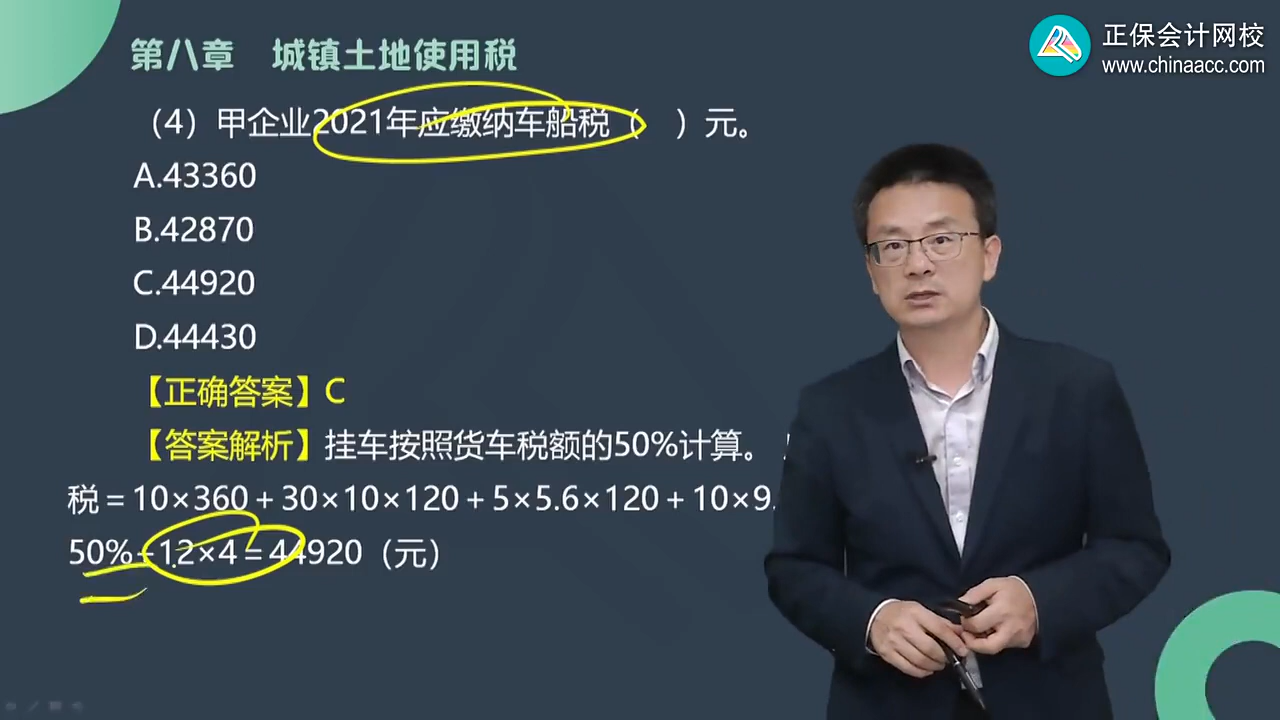 第八章 城镇土地使用税
正保会计网校
www.chinaacc.com
（4）甲企业2021年应缴纳车船税（ ）元。
A.43360
B.42870
C.44920
D.44430
【正确答案】C
【答案解析】挂车按照货车税额的50%计算。
税＝10×360＋30×10×120＋5×5.6×120＋10×9.
50%÷12×4＝44920（元）